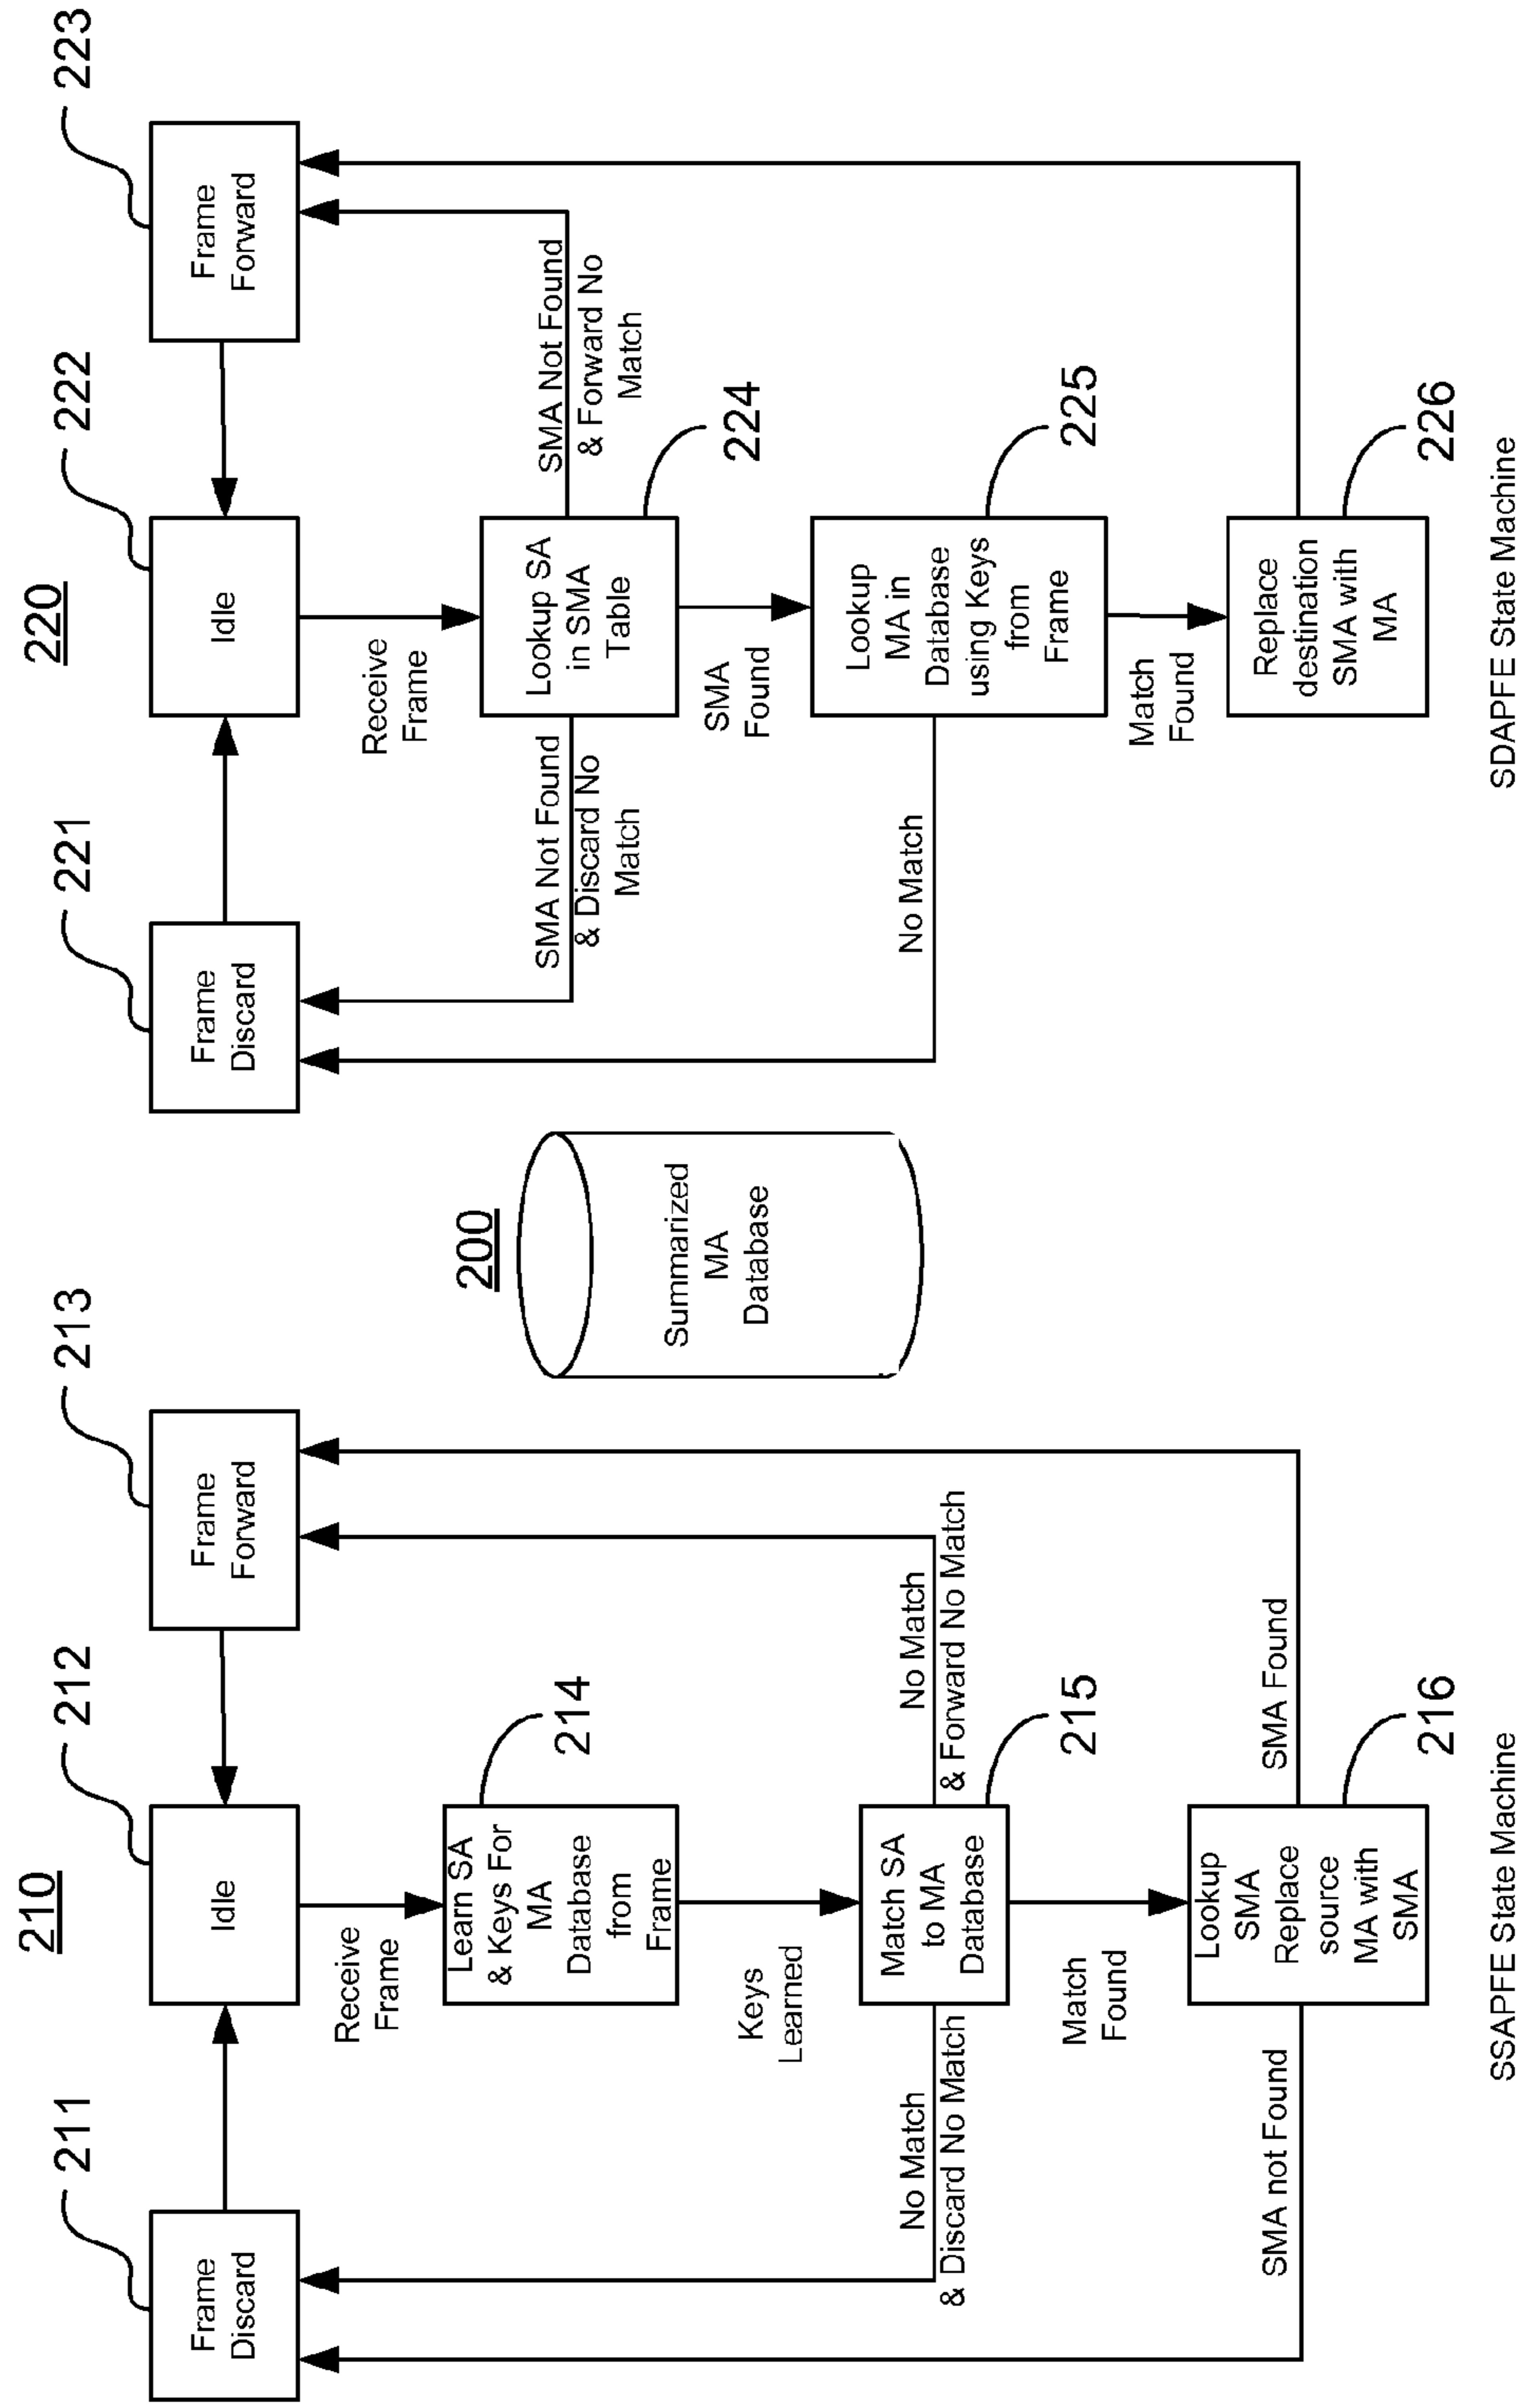 210
211
212
213
Frame
Discard
Idle
Frame
Forward
Receive
Frame
Learn SA
& Keys For
MA
Database
from
Frame
214
Keys
Learned
No Match
& Discard No Match
Match SA
to MA
Database
No Match
& Forward No Match
215
Match
Found
SMA not Found
Lookup
SMA
Replace
source
MA with
SMA
SMA Found
216
SSAPFE State Machine
200
Summarized
MA
Database
220
221
222
223
Frame
Discard
Idle
Frame
Forward
Receive
Frame
SMA Not Found
& Discard No
Match
Lookup SA
in SMA
Table
SMA Not Found
& Forward No
Match
224
SMA
Found
No Match
Lookup
MA in
Database
using Keys
from
Frame
225
Match
Found
Replace
destination
SMA with
MA
226
SDAPFE State Machine